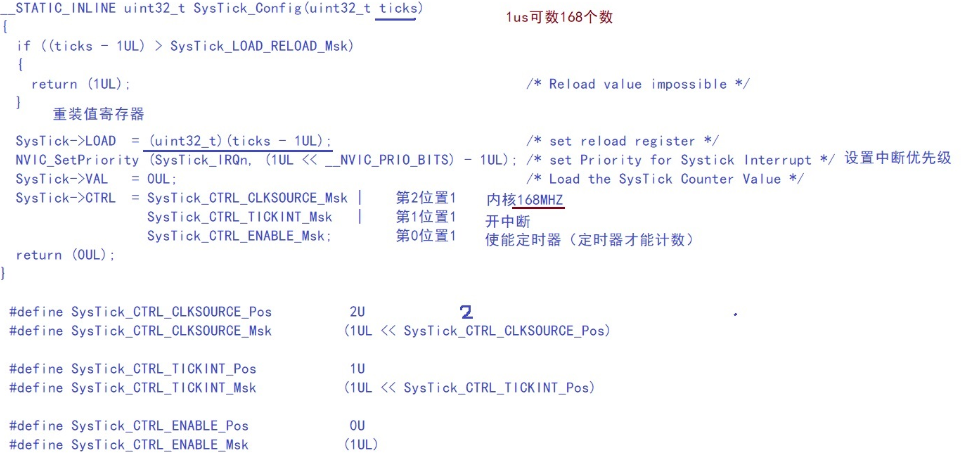 __STATIC_INLINE uint32_t SysTick_Config(uint32_t ticks) 1us可数168个数
{
if ((ticks - 1UL) > SysTick_LOAD_RELOAD_Msk)
{
return (1UL); /* Reload value impossible */
}
重装值寄存器
SysTick->LOAD = (uint32_t)(ticks - 1UL); /* set reload register */
NVIC_SetPriority (SysTick_IRQn, (1UL << __NVIC_PRIO_BITS) - 1UL); /* set Priority for Systick Interrupt */ 设置中断优先级
SysTick->VAL = 0UL; /* Load the SysTick Counter Value */
SysTick->CTRL = SysTick_CTRL_CLKSOURCE_Msk | 第2位置1 内核168MHZ
SysTick_CTRL_TICKINT_Msk | 第1位置1 开中断
SysTick_CTRL_ENABLE_Msk; 第0位置1 使能定时器（定时器才能计数）
return (0UL);
}
#define SysTick_CTRL_CLKSOURCE_Pos 2U 2
#define SysTick_CTRL_CLKSOURCE_Msk (1UL << SysTick_CTRL_CLKSOURCE_Pos)
#define SysTick_CTRL_TICKINT_Pos 1U
#define SysTick_CTRL_TICKINT_Msk (1UL << SysTick_CTRL_TICKINT_Pos)
#define SysTick_CTRL_ENABLE_Pos 0U
#define SysTick_CTRL_ENABLE_Msk (1UL)